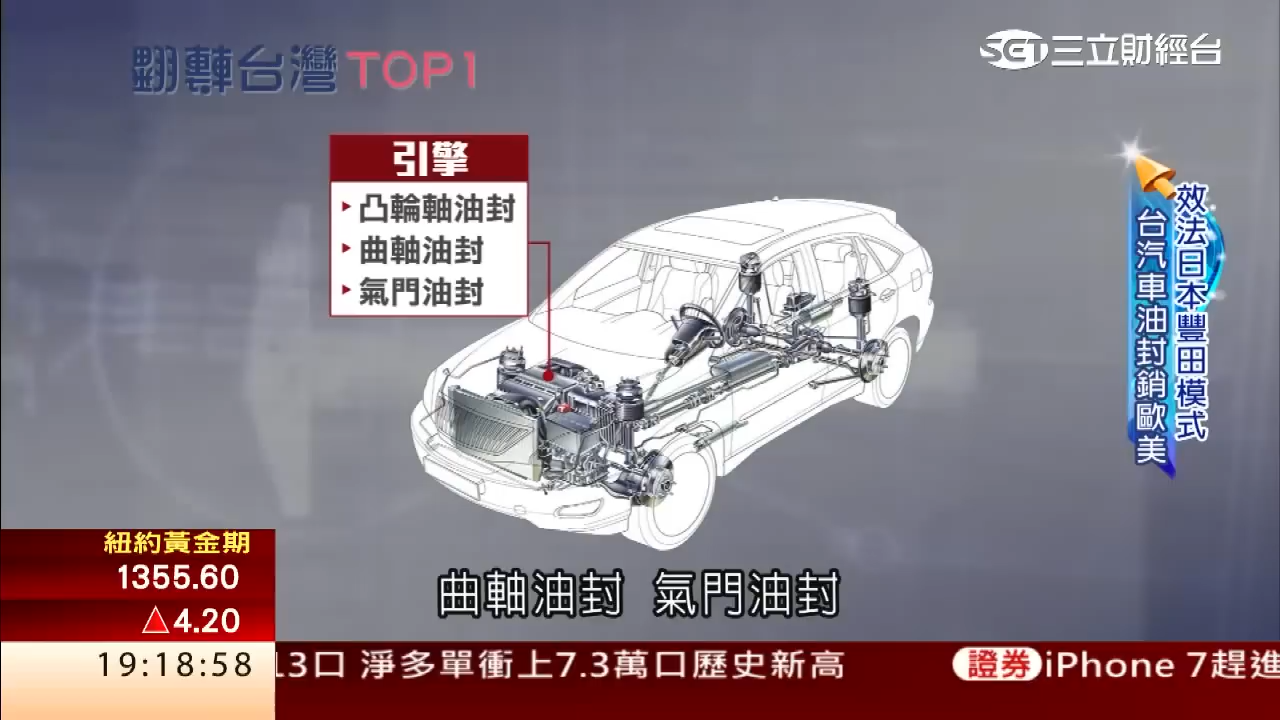 翻轉台灣TOP1
SET三立財經台
引擎
凸輪軸油封
曲軸油封
氣門油封
效法日本豐田模式
台汽車油封銷歐美
曲軸油封 氣門油封
紐約黃金期
1355.60
△4.20
19:18:58
13口 淨多單衝上7.3萬口歷史新高 證券 iPhone 7趕進